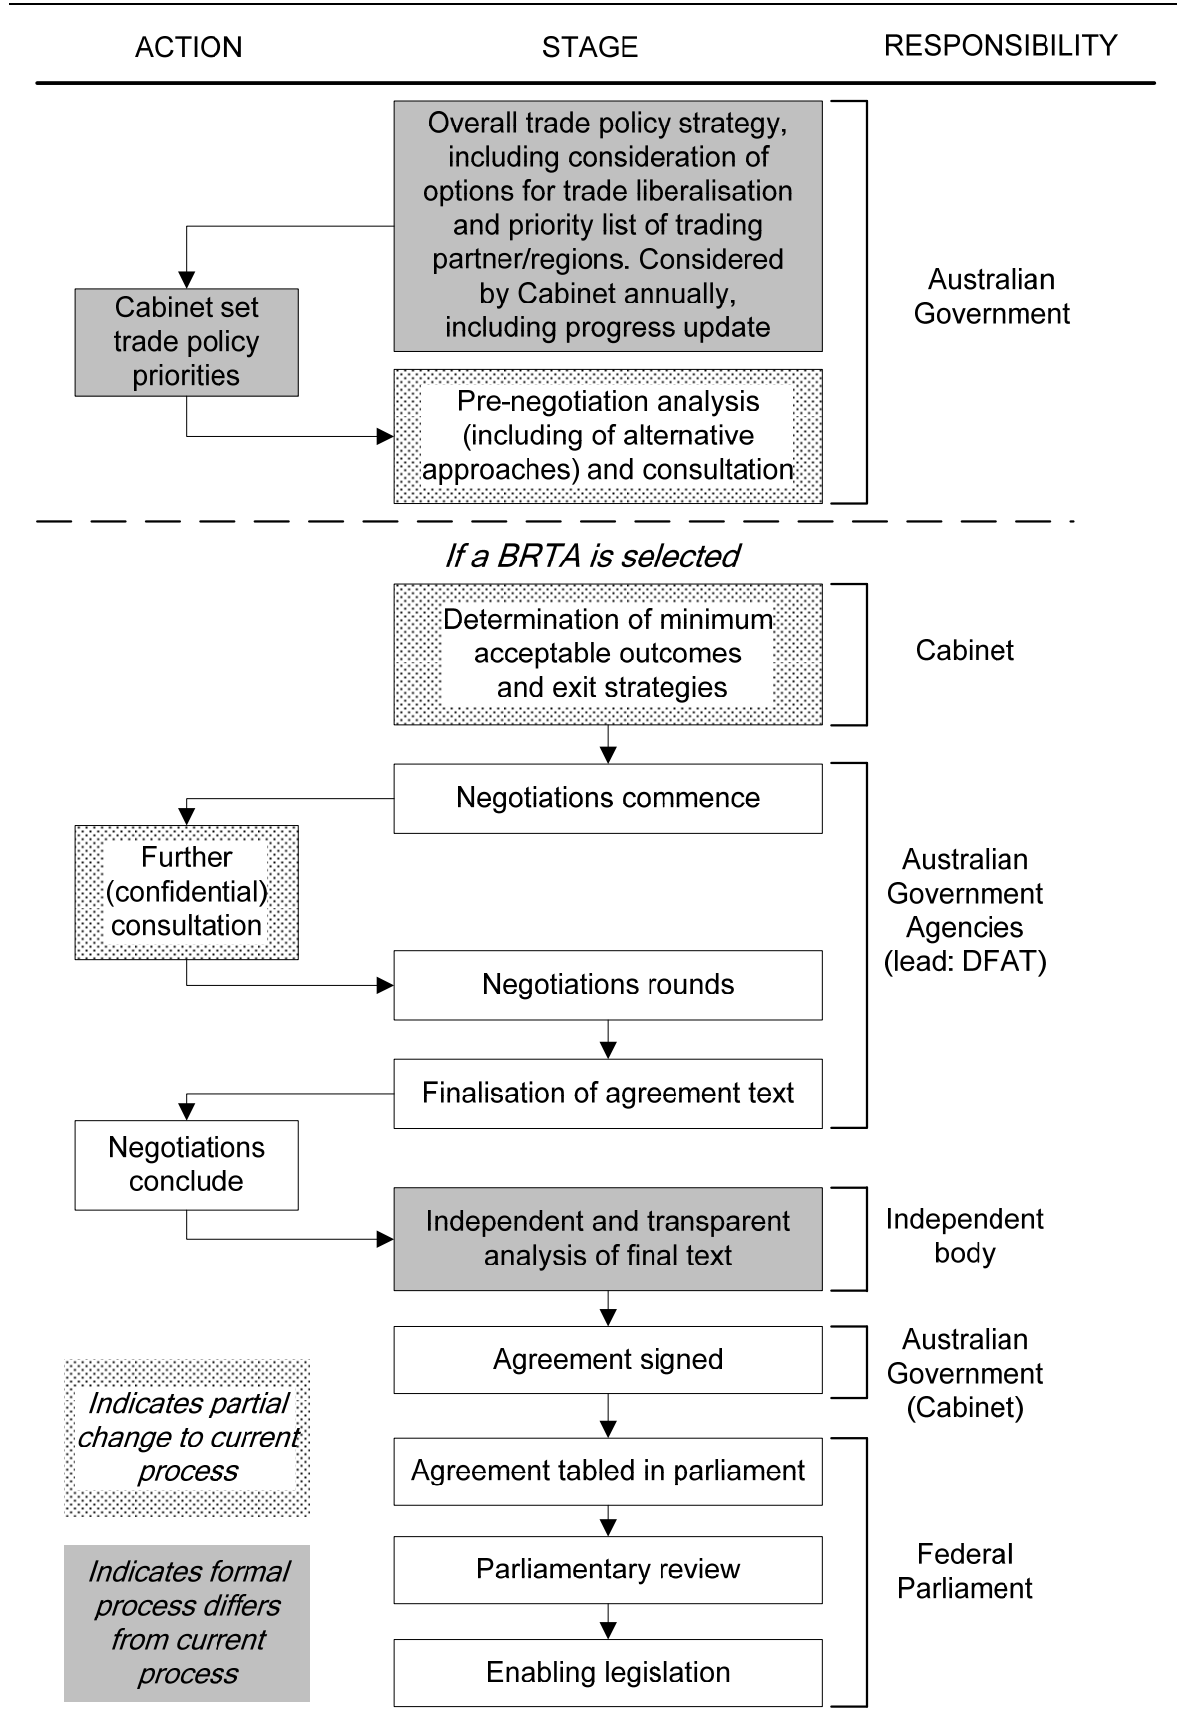 ACTION
STAGE
RESPONSIBILITY
Overall trade policy strategy,
including consideration of
options for trade liberalisation
and priority list of trading
partner/regions. Considered
by Cabinet annually,
including progress update
Australian
Government
Cabinet set
trade policy
priorities
Pre-negotiation analysis
(including of alternative
approaches) and consultation
If a BRTA is selected
Determination of minimum
acceptable outcomes
and exit strategies
Cabinet
Negotiations commence
Australian
Government
Agencies
(lead: DFAT)
Further
(confidential)
consultation
Negotiations rounds
Finalisation of agreement text
Negotiations
conclude
Independent and transparent
analysis of final text
Independent
body
Agreement signed
Australian
Government
(Cabinet)
Indicates partial
change to current
process
Agreement tabled in parliament
Parliamentary review
Federal
Parliament
Indicates formal
process differs
from current
process
Enabling legislation